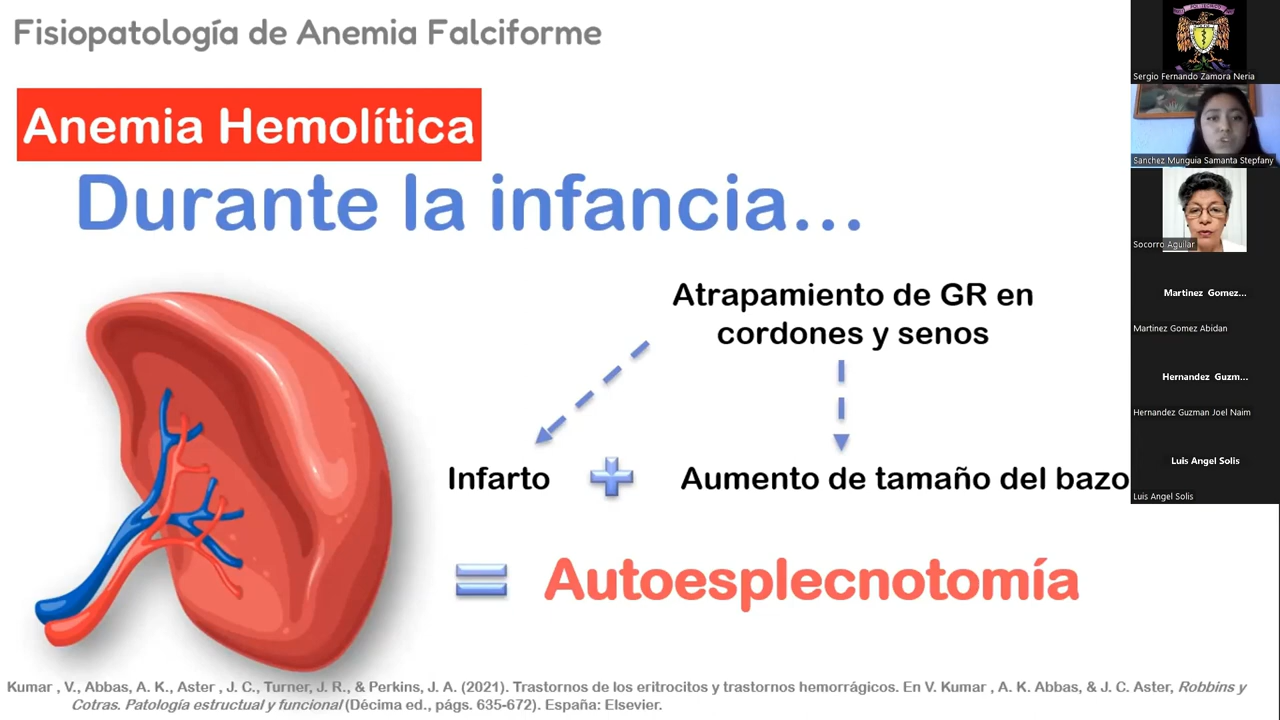 Fisiopatología de Anemia Falciforme
Anemia Hemolítica
Durante la infancia...
Atrapamiento de GR en
cordones y senos
Infarto
Aumento de tamaño del bazo
Autoesplecnotomía
Kumar , V., Abbas, A. K., Aster , J. C., Turner, J. R., & Perkins, J. A. (2021). Trastornos de los eritrocitos y trastornos hemorrágicos. En V. Kumar , A. K. Abbas, & J. C. Aster, Robbins y
Cotras. Patología estructual y funcional (Décima ed., págs. 635-672). España: Elsevier.
Sergio Fernando Zamora Neria
Sanchez Munguia Samanta Stepfany
Socorro Aguilar
Martinez Gomez...
Martinez Gomez Abidan
Hernandez Guzm...
Hernandez Guzman Joel Naim
Luis Angel Solis
Luis Angel Solis